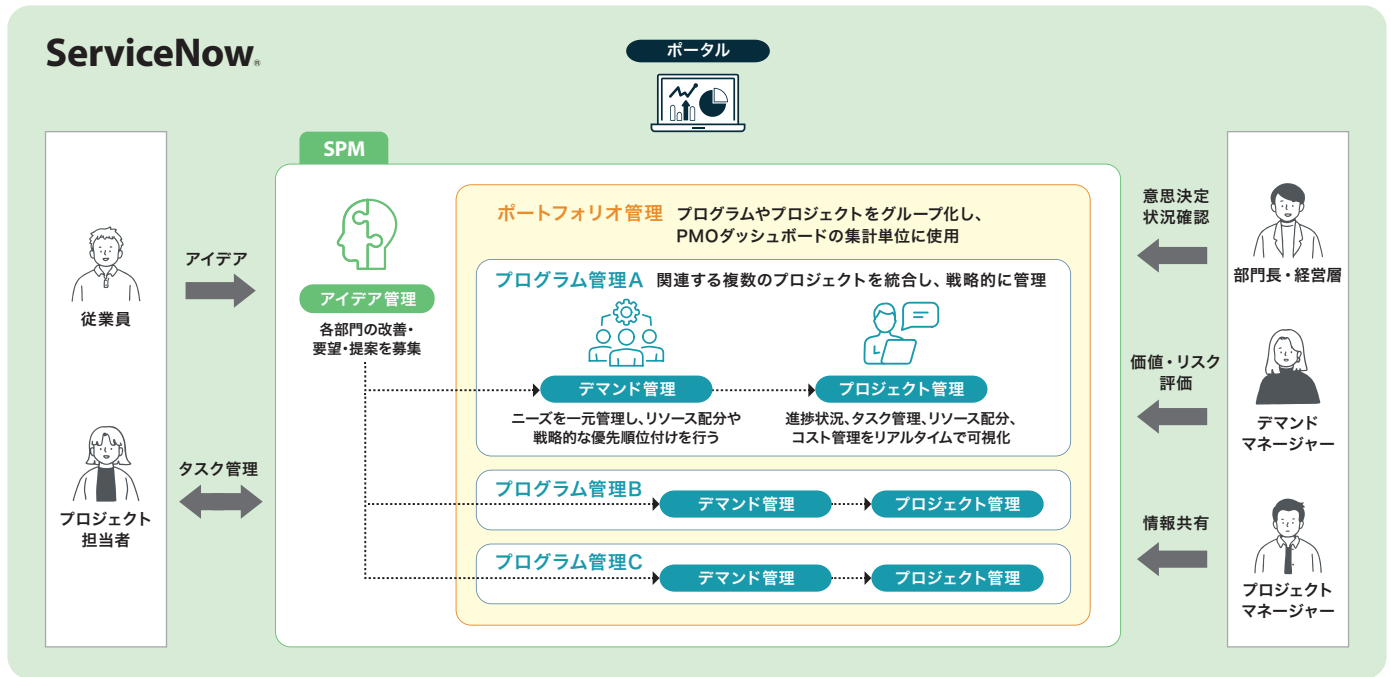 ServiceNow®
ポータル
SPM
従業員
アイデア
プロジェクト
担当者
タスク管理
アイデア管理
各部門の改善・
要望・提案を募集
ポートフォリオ管理 プログラムやプロジェクトをグループ化し、
PMOダッシュボードの集計単位に使用
プログラム管理A 関連する複数のプロジェクトを統合し、戦略的に管理
デマンド管理
ニーズを一元管理し、リソース配分や
戦略的な優先順位付けを行う
プロジェクト管理
進捗状況、タスク管理、リソース配分、
コスト管理をリアルタイムで可視化
プログラム管理B
デマンド管理
プロジェクト管理
プログラム管理C
デマンド管理
プロジェクト管理
意思決定
状況確認
部門長・経営層
価値・リスク
評価
デマンド
マネージャー
情報共有
プロジェクト
マネージャー